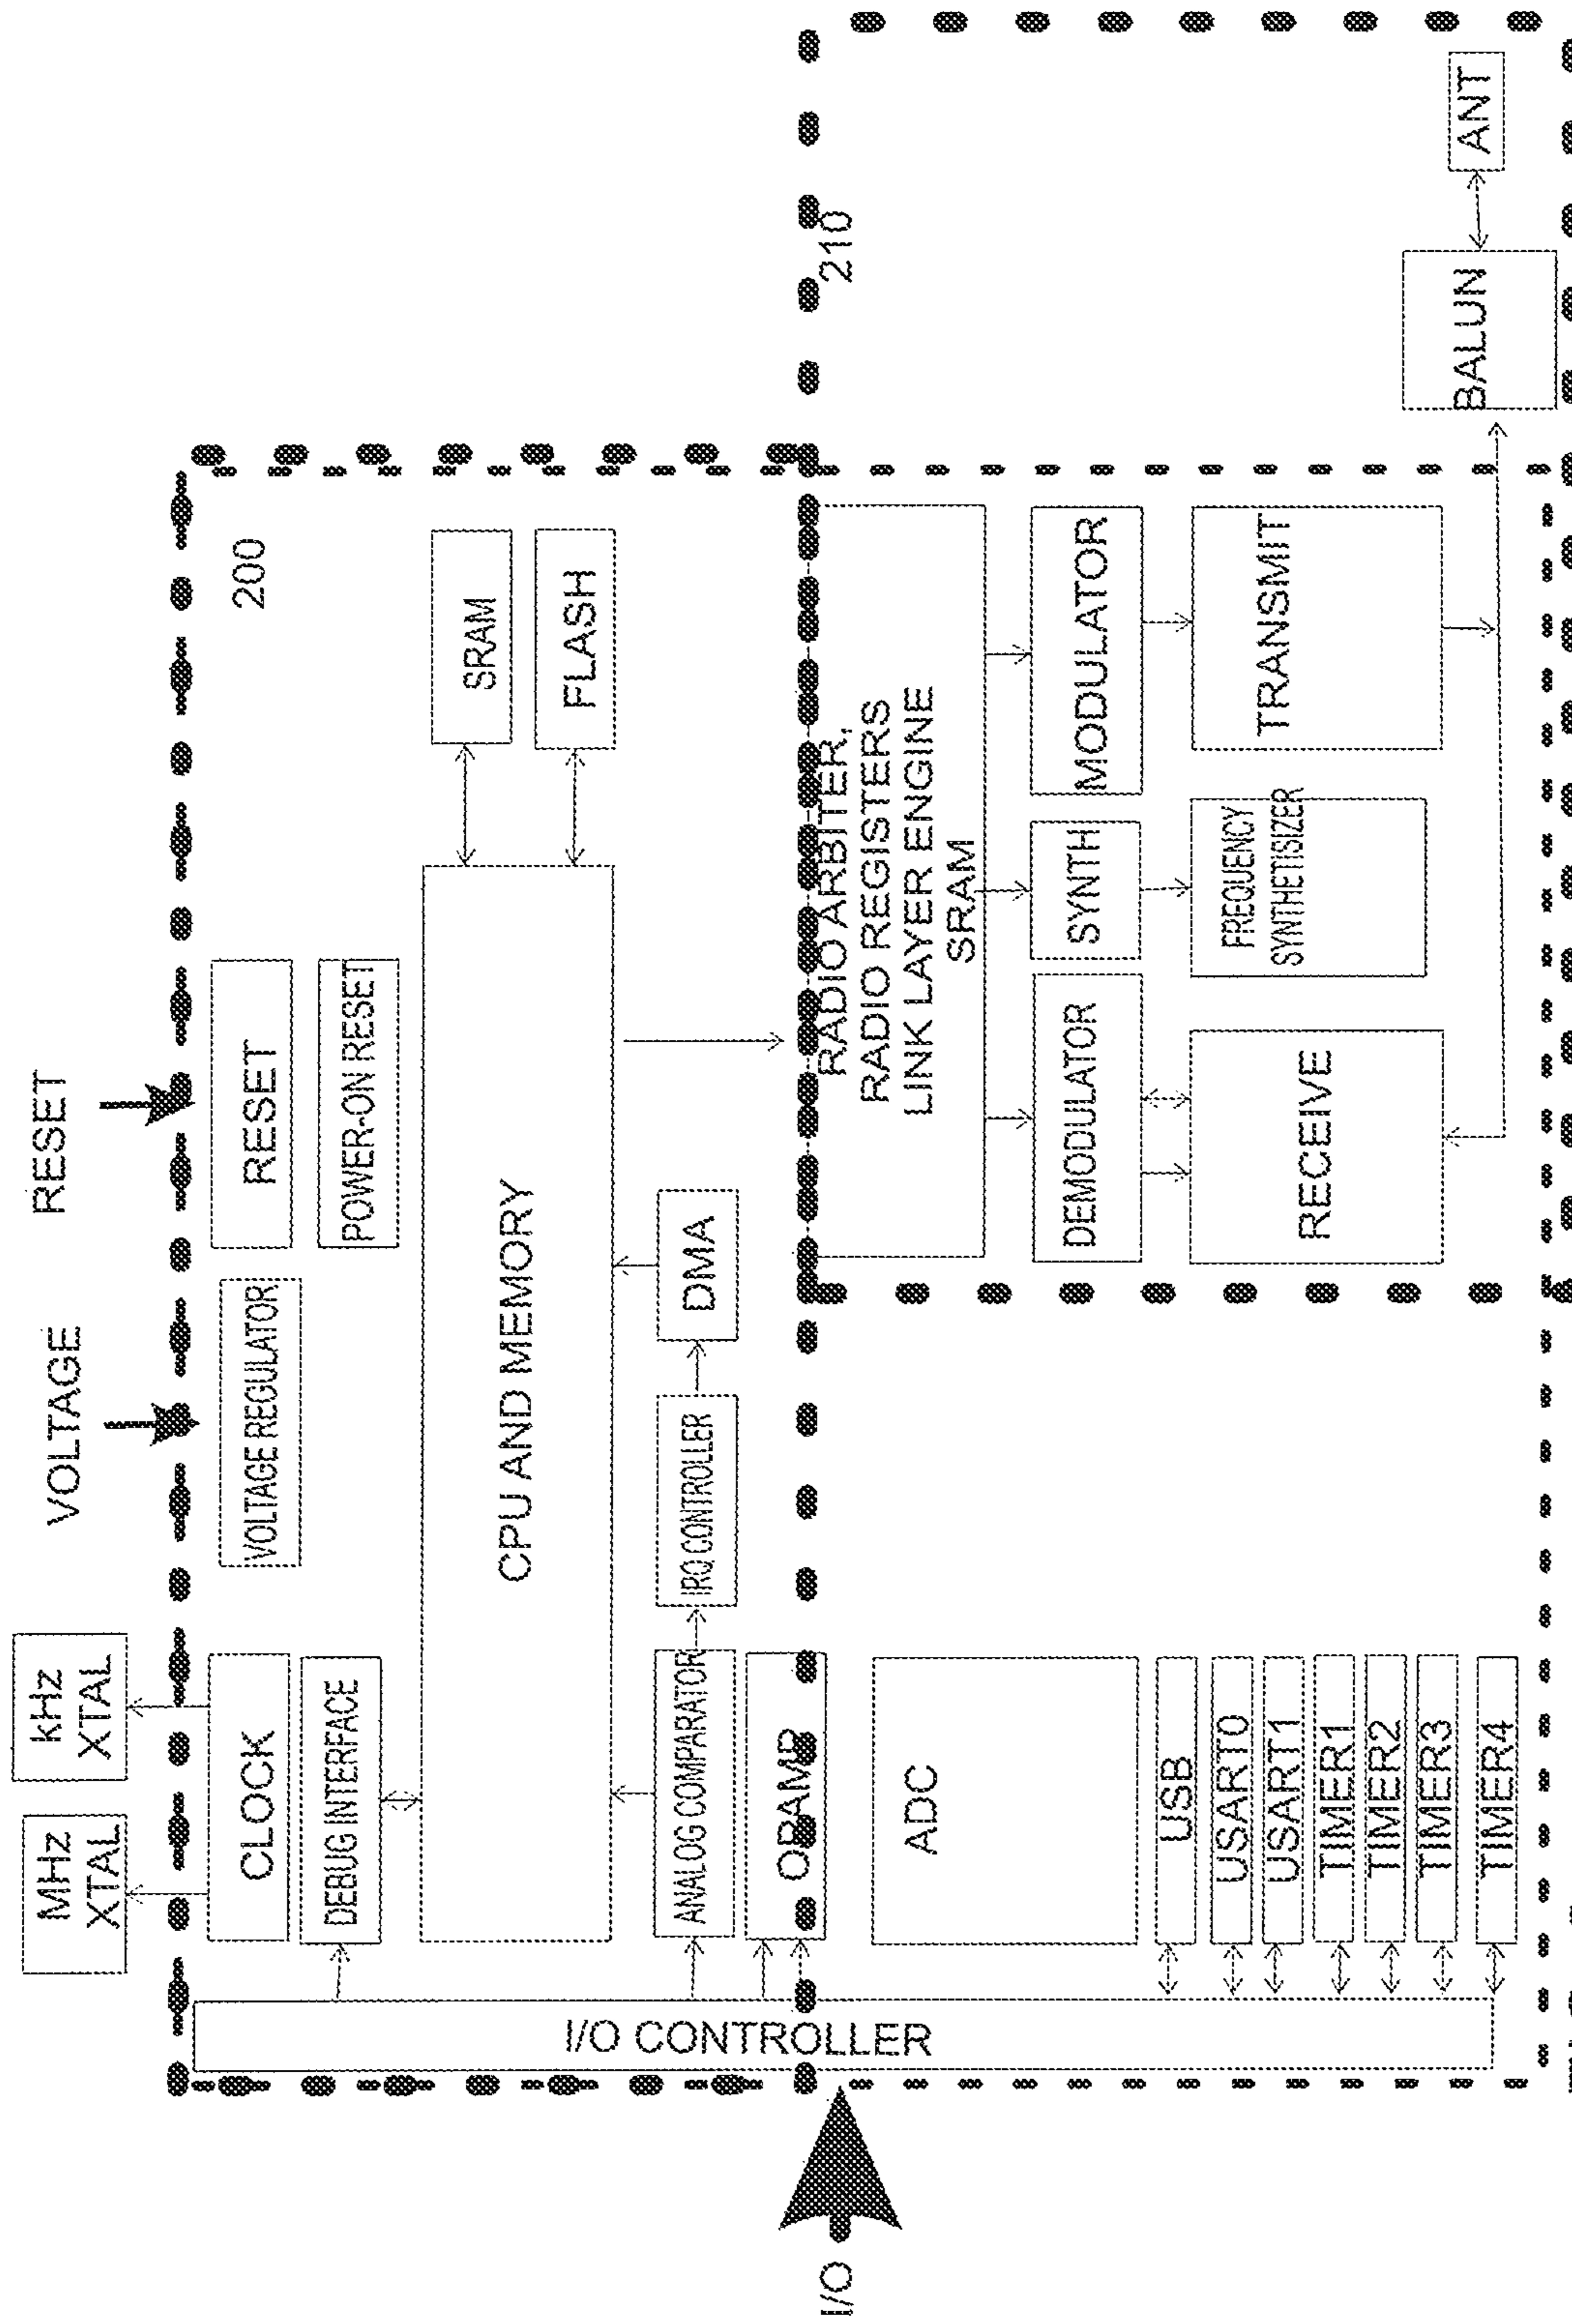 MHz
XTAL
kHz
XTAL
VOLTAGE
RESET
CLOCK
DEBUG INTERFACE
VOLTAGE REGULATOR
RESET
POWER-ON RESET
200
SRAM
FLASH
CPU AND MEMORY
ANALOG COMPARATOR
IRQ CONTROLLER
DMA
OPAMP
I/O
I/O CONTROLLER
ADC
USB
USART0
USART1
TIMER1
TIMER2
TIMER3
TIMER4
210
RADIO ARBITER,
RADIO REGISTERS
LINK LAYER ENGINE
SRAM
DEMODULATOR
SYNTH
MODULATOR
RECEIVE
FREQUENCY
SYNTHETISIZER
TRANSMIT
BALUN
ANT